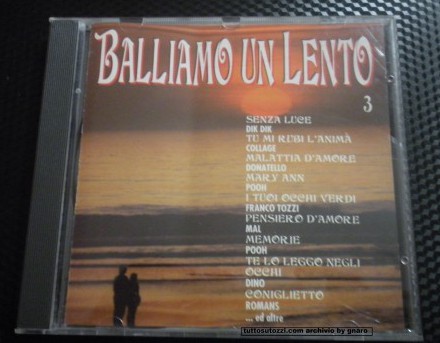 BALLIAMO UN LENTO
3
SENZA LUCE
DIK DIK
TU MI RUBI L'ANIMA
COLLAGE
MALATTIA D'AMORE
DONATELLO
MARY ANN
POOH
I TUOI OCCHI VERDI
FRANCO TOZZI
PENSIERO D'AMORE
MAL
MEMORIE
POOH
TE LO LEGGO NEGLI
OCCHI
DINO
CONIGLIETTO
ROMANS
... ed altre
tuttosutozzi.com archivio by gnaro